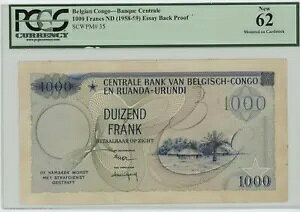 PCGS
CURRENCY
Belgian Congo—Banque Centrale
1000 Francs ND (1958-59) Essay Back Proof
SCWPM# 35
New
62
Mounted on Cardstock
1000
CENTRALE BANK VAN BELGISCH-CONGO
EN RUANDA-URUNDI
1000
DUIZEND
FRANK
BETAALBAAR OP ZICHT
DE NAMAKER WORDT
MET STRAFDIENST
GESTRAFT
1000